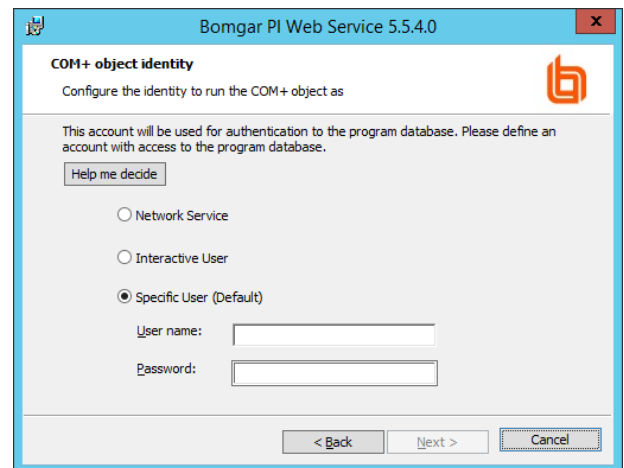 Bomgar PI Web Service 5.5.4.0
x
COM+ object identity
Configure the identity to run the COM+ object as
This account will be used for authentication to the program database. Please define an
account with access to the program database.
Help me decide
Network Service
Interactive User
Specific User (Default)
User name:
Password:
< Back
Next >
Cancel